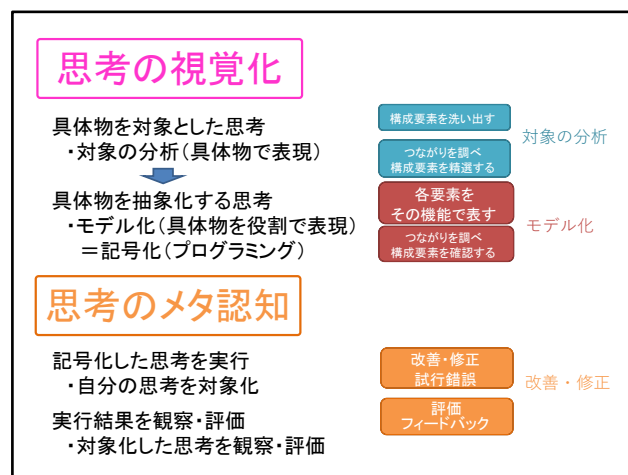 思考の視覚化
具体物を対象とした思考
・対象の分析(具体物で表現)
具体物を抽象化する思考
・モデル化(具体物を役割で表現)
＝記号化(プログラミング)
構成要素を洗い出す
つながりを調べ
構成要素を精選する
対象の分析
各要素を
その機能で表す
つながりを調べ
構成要素を確認する
モデル化
思考のメタ認知
記号化した思考を実行
・自分の思考を対象化
実行結果を観察・評価
・対象化した思考を観察・評価
改善・修正
試行錯誤
評価
フィードバック
改善・修正